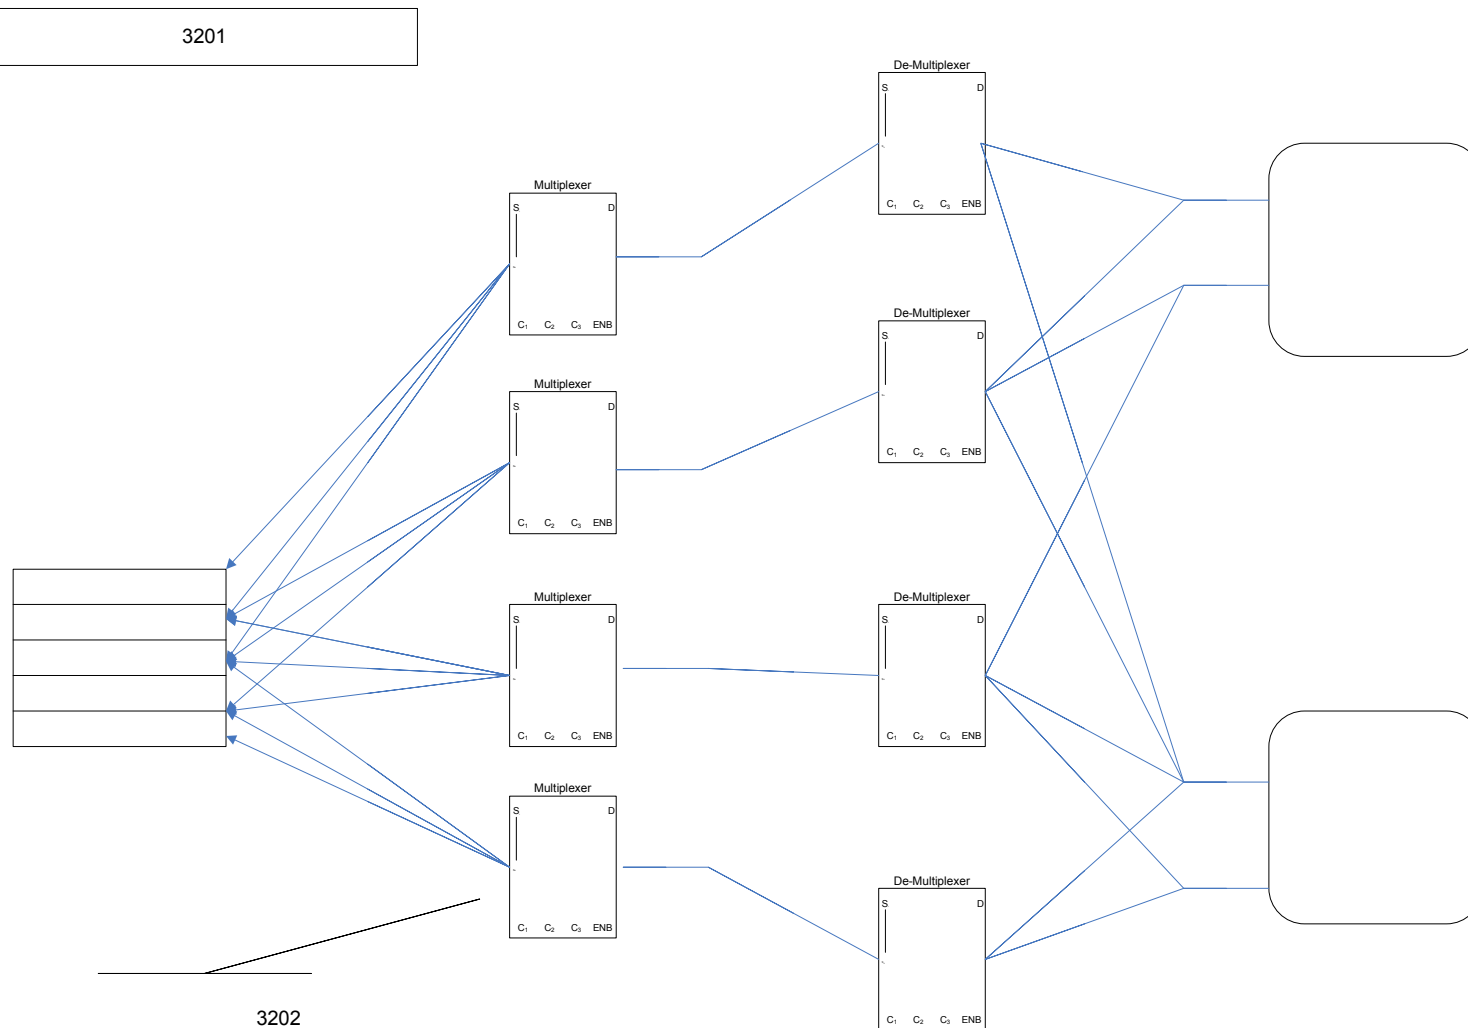 3201
De-Multiplexer
S D
C₁ C₂ C₃ ENB
Multiplexer
S D
C₁ C₂ C₃ ENB
De-Multiplexer
S D
C₁ C₂ C₃ ENB
Multiplexer
S D
C₁ C₂ C₃ ENB
Multiplexer
S D
C₁ C₂ C₃ ENB
De-Multiplexer
S D
C₁ C₂ C₃ ENB
Multiplexer
S D
C₁ C₂ C₃ ENB
De-Multiplexer
S D
C₁ C₂ C₃ ENB
3202